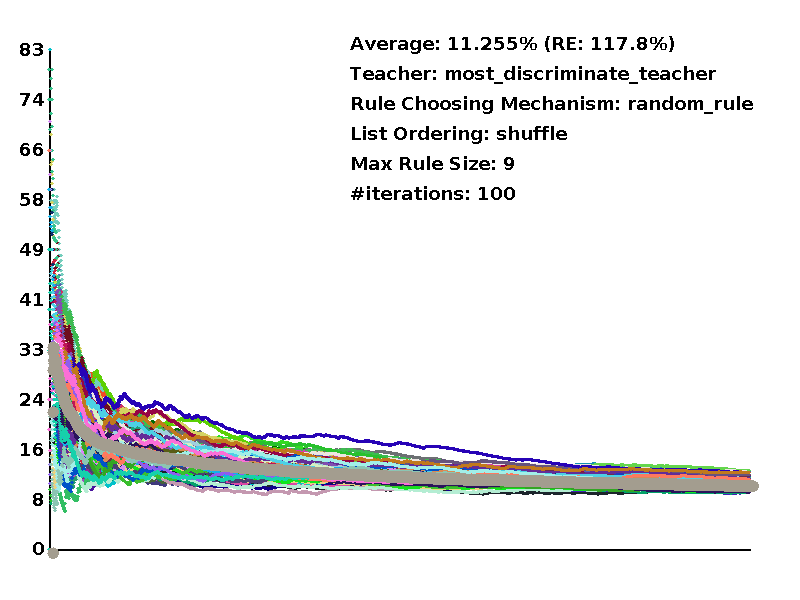 Average: 11.255% (RE: 117.8%)
Teacher: most_discriminate_teacher
Rule Choosing Mechanism: random_rule
List Ordering: shuffle
Max Rule Size: 9
#iterations: 100
83
74
66
58
49
41
33
24
16
8
0